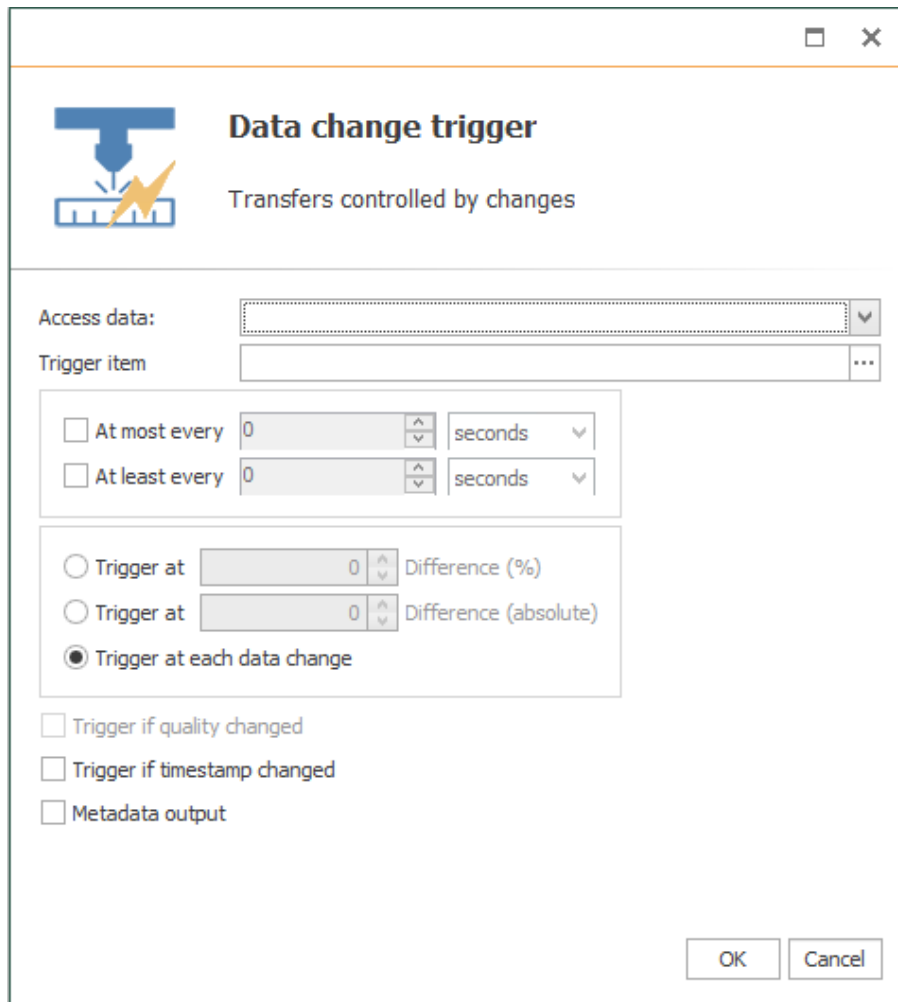 Data change trigger
Transfers controlled by changes
Access data:
Trigger item
At most every 0 seconds
At least every 0 seconds
Trigger at 0 Difference (%)
Trigger at 0 Difference (absolute)
Trigger at each data change
Trigger if quality changed
Trigger if timestamp changed
Metadata output
OK Cancel